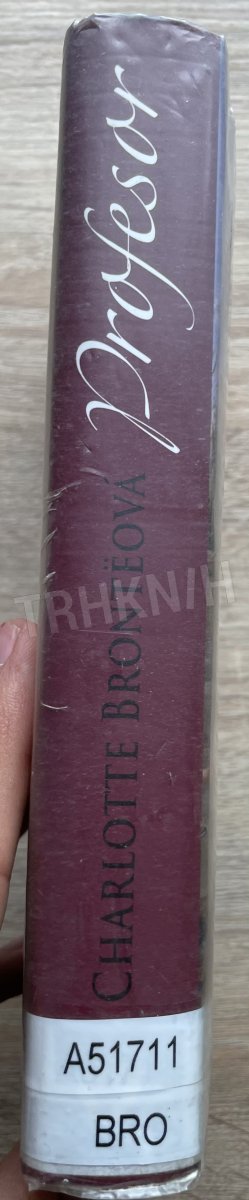 Profesor
CHARLOTTE BRONTËOVÁ
TRHKNIH
A51711
BRO